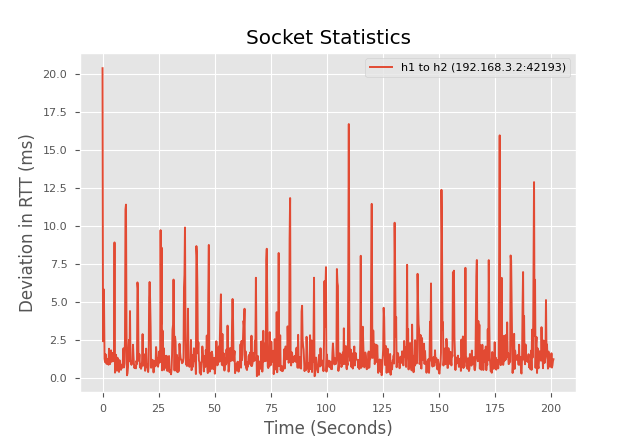 Socket Statistics
h1 to h2 (192.168.3.2:42193)
20.0
17.5
15.0
12.5
10.0
7.5
5.0
2.5
0.0
Deviation in RTT (ms)
0 25 50 75 100 125 150 175 200
Time (Seconds)